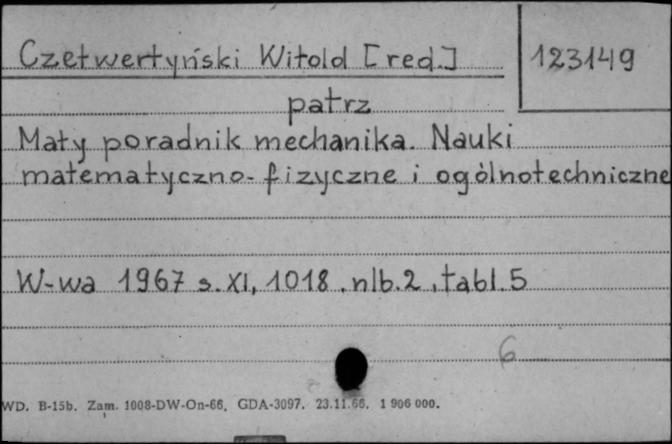 Czetwertyński Witold [red.]
123149
patrz
Mały poradnik mechanika. Nauki
matematyczno-fizyczne i ogólnotechniczne
W-wa 1967 s. XI, 1018, nlb. 2, tabl. 5
6
WD. B-15b. Zam. 1008-DW-On-66. GDA-3097. 23.11.66. 1 906 000.